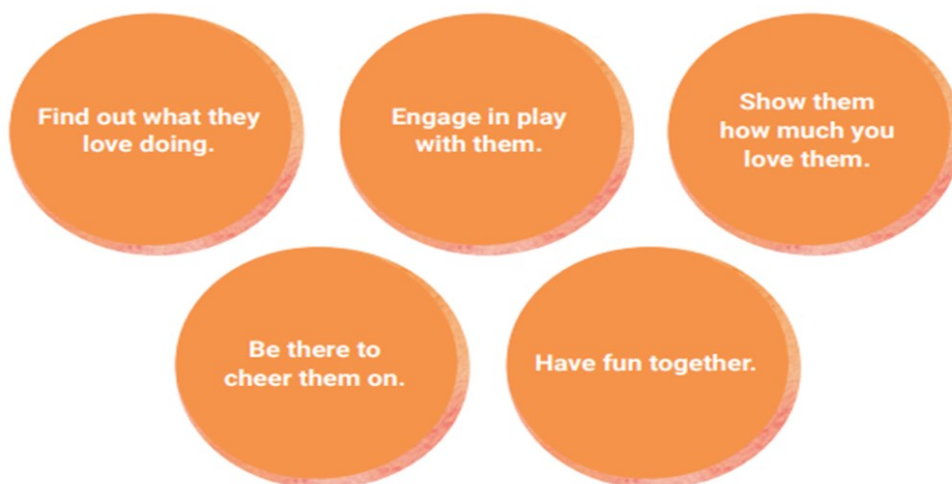 Find out what they
love doing.
Engage in play
with them.
Show them
how much you
love them.
Be there to
cheer them on.
Have fun together.